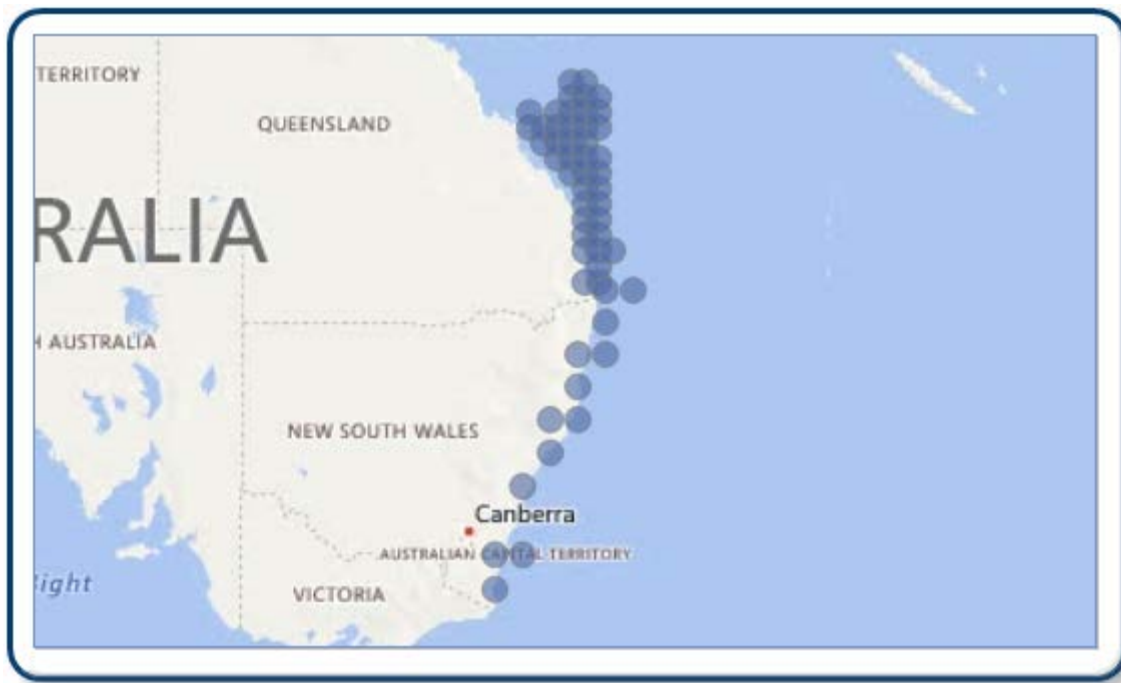 TERRITORY
QUEENSLAND
RALIA
H AUSTRALIA
NEW SOUTH WALES
Canberra
AUSTRALIAN CAPITAL TERRITORY
Bight
VICTORIA